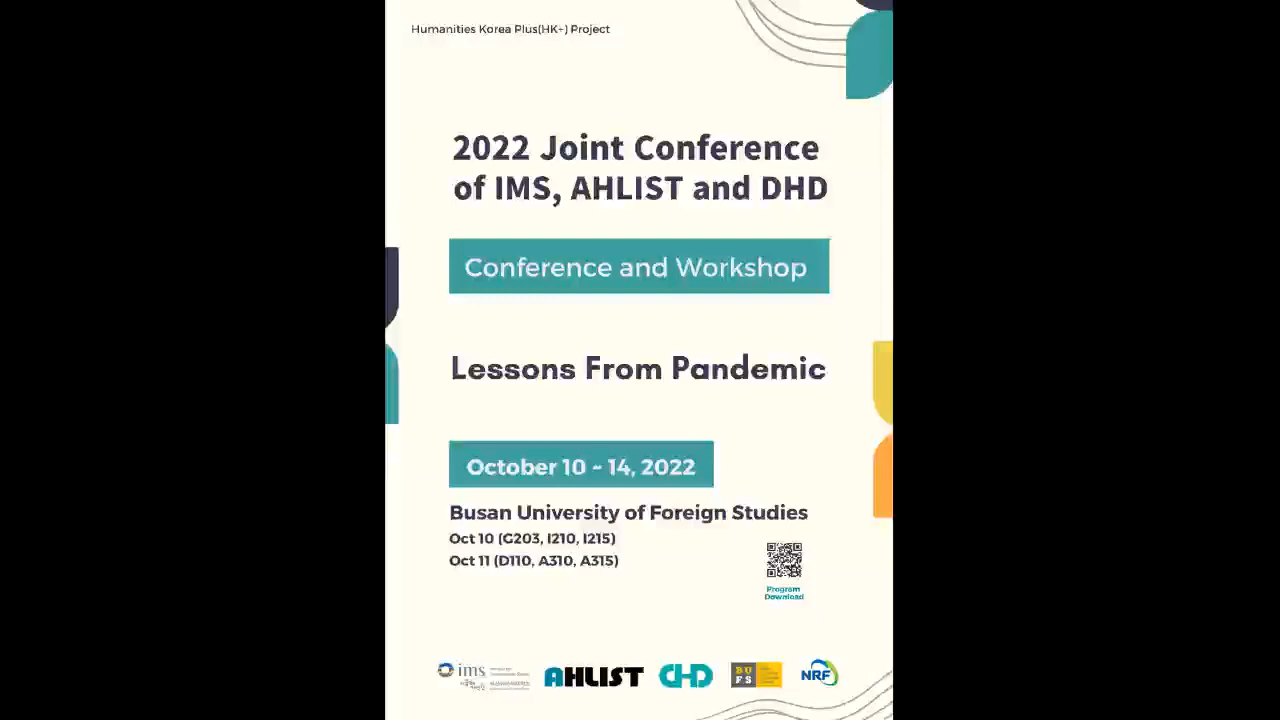 Humanities Korea Plus(HK+) Project
2022 Joint Conference
of IMS, AHLIST and DHD
Conference and Workshop
Lessons From Pandemic
October 10 ~ 14, 2022
Busan University of Foreign Studies
Oct 10 (G203, I210, I215)
Oct 11 (D110, A310, A315)
Program
Download
ims
AHLIST
DHD
BUFS
NRF